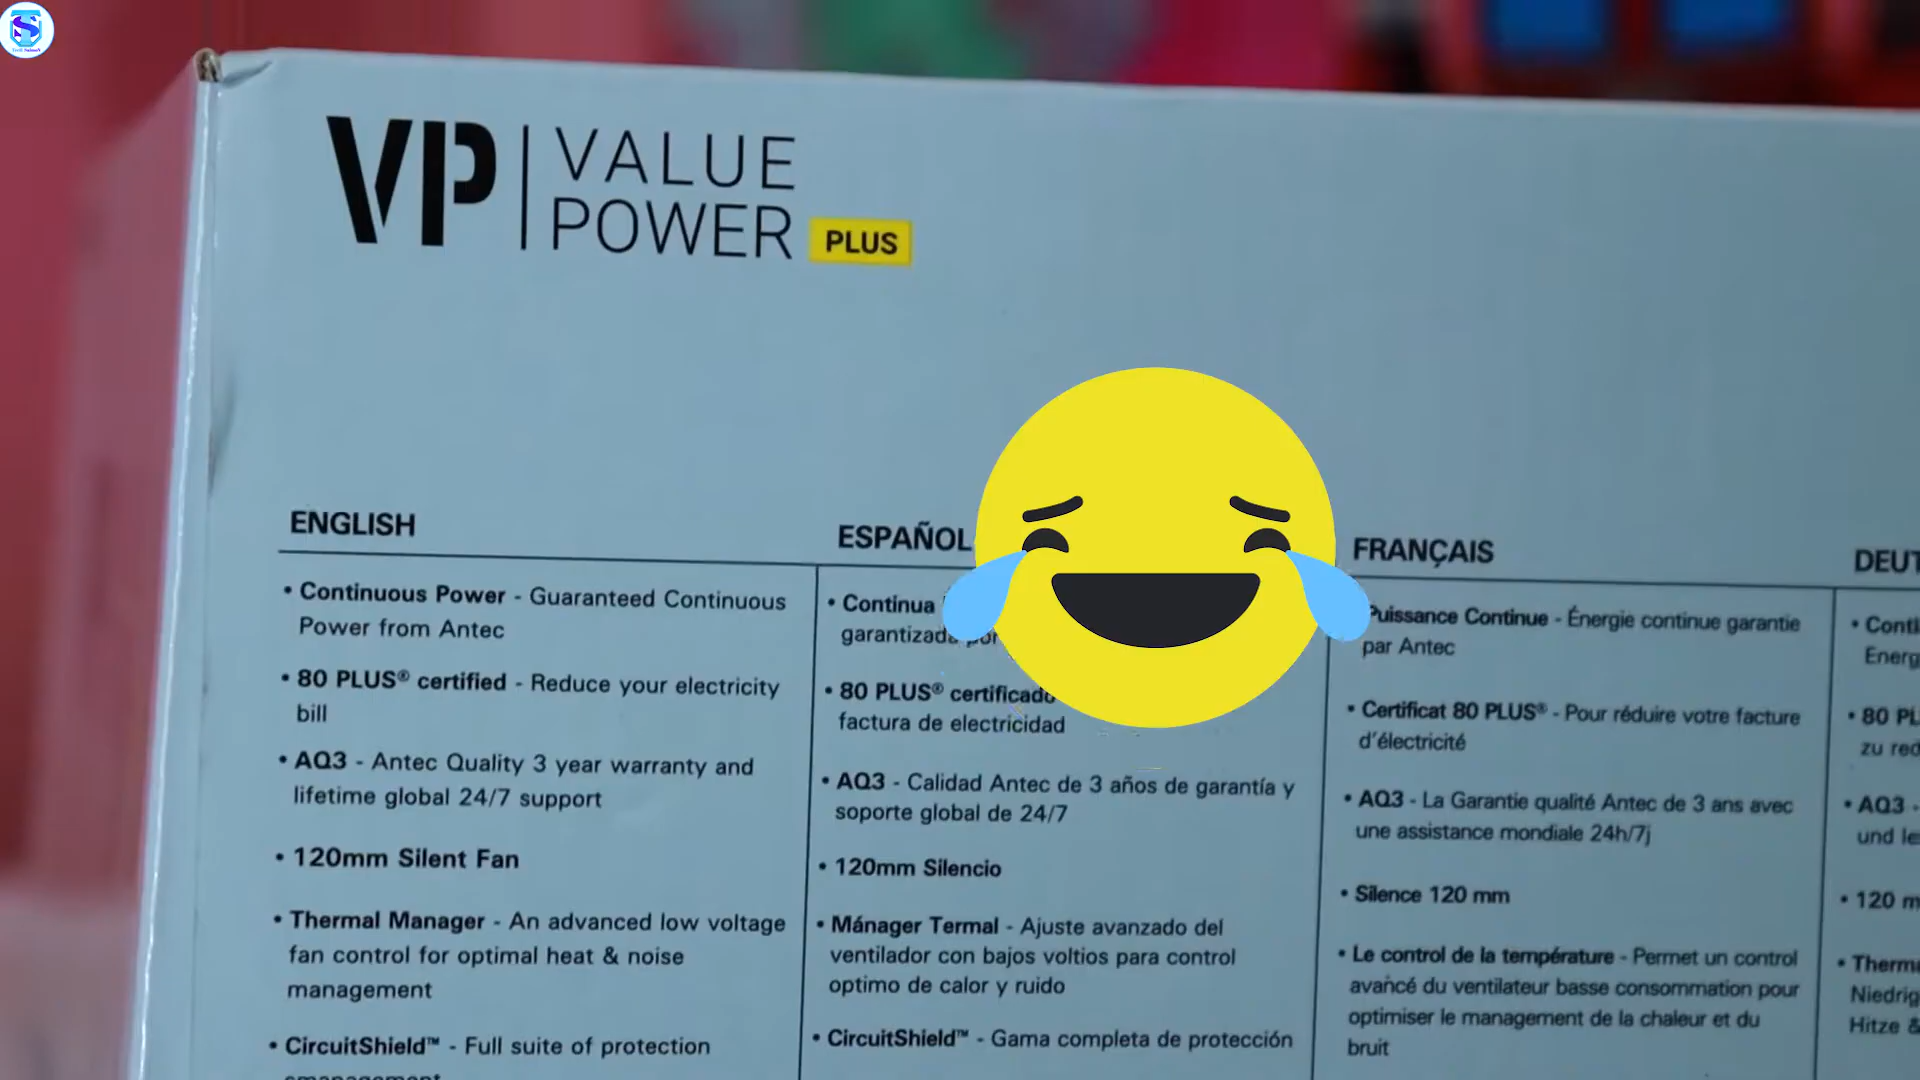 VP
VALUE
POWER
PLUS
ENGLISH
• Continuous Power - Guaranteed Continuous
Power from Antec
• 80 PLUS® certified - Reduce your electricity
bill
• AQ3 - Antec Quality 3 year warranty and
lifetime global 24/7 support
• 120mm Silent Fan
• Thermal Manager - An advanced low voltage
fan control for optimal heat & noise
management
• CircuitShield™ - Full suite of protection
ESPAÑOL
• Continua
garantizada por
• 80 PLUS® certificado
factura de electricidad
• AQ3 - Calidad Antec de 3 años de garantía y
soporte global de 24/7
• 120mm Silencio
• Mánager Termal - Ajuste avanzado del
ventilador con bajos voltios para control
optimo de calor y ruido
• CircuitShield™ - Gama completa de protección
FRANÇAIS
Puissance Continue - Énergie continue garantie
par Antec
• Certificat 80 PLUS® - Pour réduire votre facture
d'électricité
• AQ3 - La Garantie qualité Antec de 3 ans avec
une assistance mondiale 24h/7j
• Silence 120 mm
• Le control de la température - Permet un control
avancé du ventilateur basse consommation pour
optimiser le management de la chaleur et du
bruit
• 80
zu
• AQ3 -
und
• 120
Hitze &